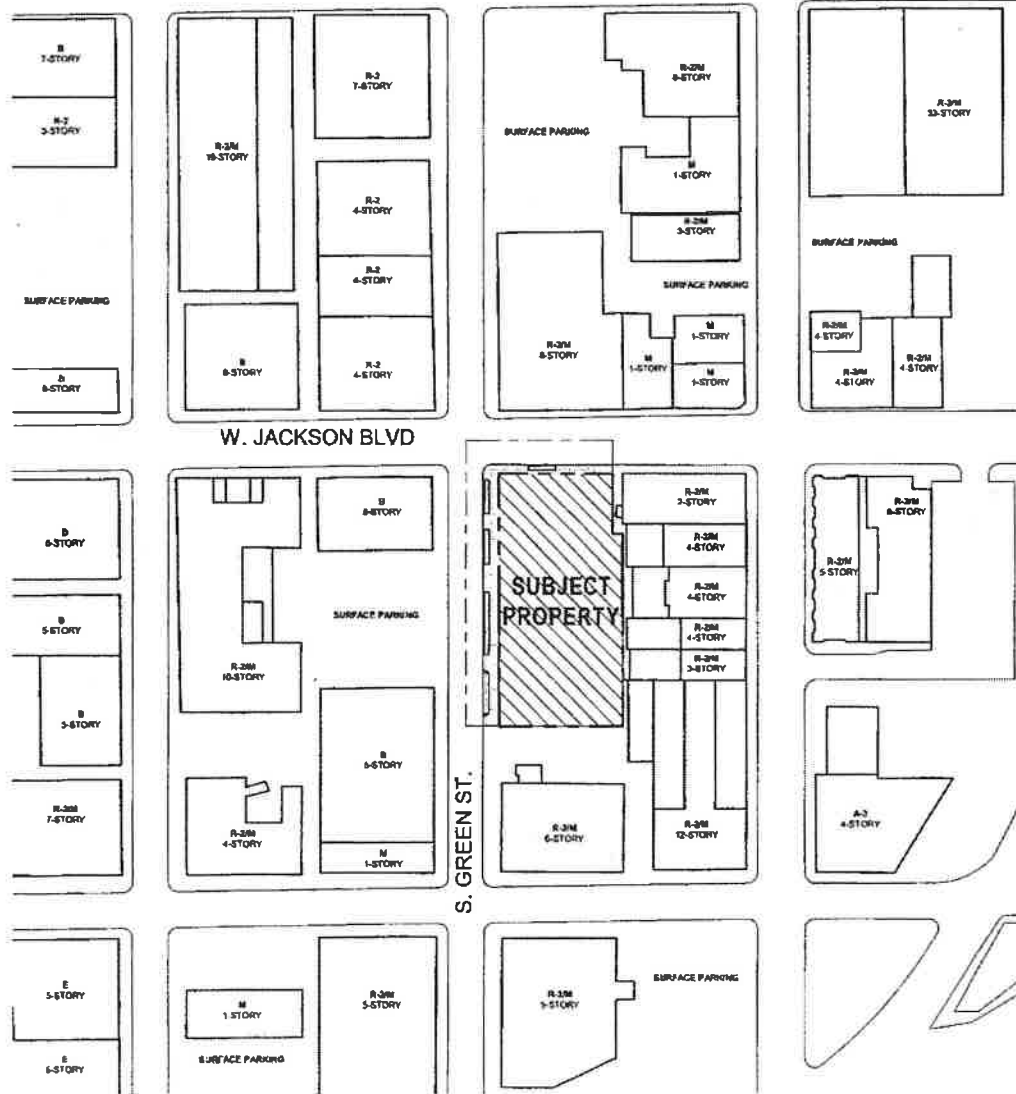 B
7-STORY
R-2
3-STORY
SURFACE PARKING
8-STORY
R-2/M
19-STORY
R-2
7-STORY
R-2
4-STORY
R-2
4-STORY
R-2
4-STORY
B
8-STORY
SURFACE PARKING
R-2/M
8-STORY
M
1-STORY
R-2/M
3-STORY
SURFACE PARKING
R-2/M
8-STORY
M
1-STORY
M
1-STORY
M
1-STORY
R-2/M
33-STORY
SURFACE PARKING
R-2/M
4-STORY
R-2/M
4-STORY
R-2/M
4-STORY
W. JACKSON BLVD
6-STORY
B
5-STORY
B
3-STORY
R-2/M
7-STORY
R-2/M
10-STORY
R-2/M
4-STORY
8-STORY
SURFACE PARKING
B
5-STORY
M
1-STORY
S. GREEN ST.
SUBJECT
PROPERTY
R-2/M
7-STORY
R-2/M
4-STORY
R-2/M
4-STORY
R-2/M
4-STORY
R-2/M
3-STORY
R-2/M
6-STORY
R-2/M
12-STORY
R-2/M
5-STORY
R-2/M
6-STORY
A-3
4-STORY
E
5-STORY
E
5-STORY
M
1 STORY
SURFACE PARKING
R-2/M
5-STORY
R-2/M
5-STORY
SURFACE PARKING